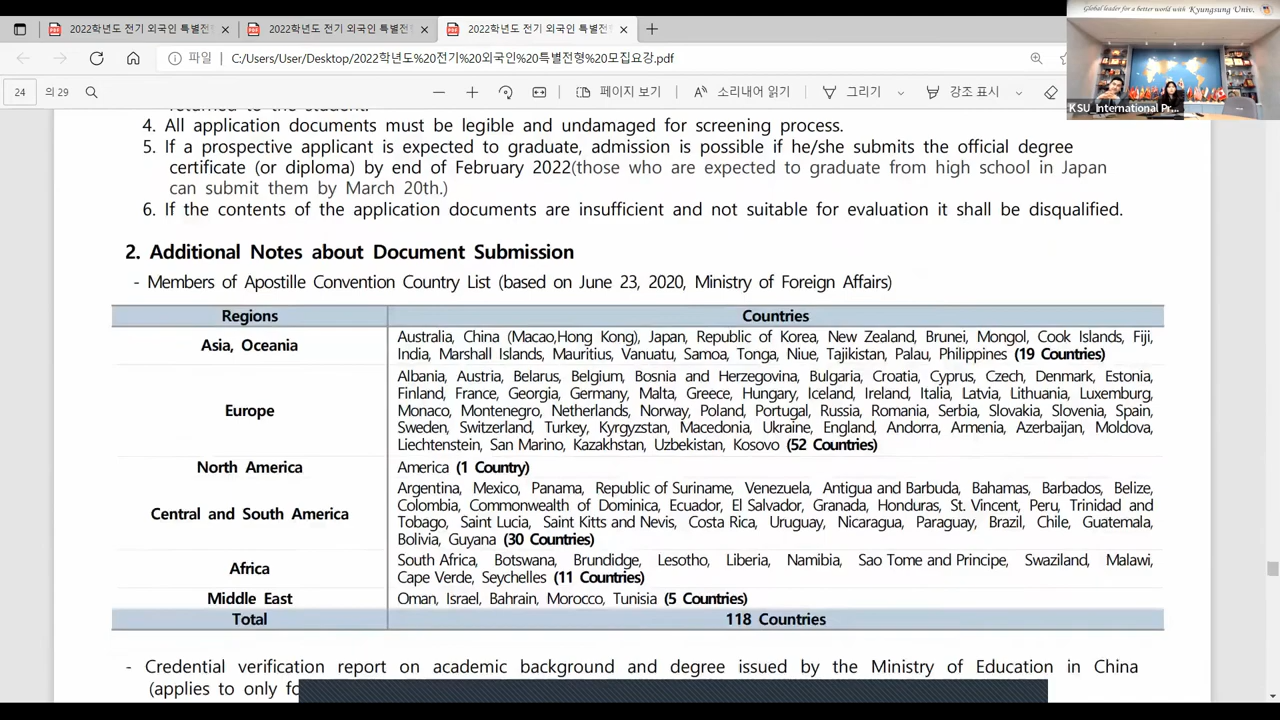 2022학년도 전기 외국인 특별전형
2022학년도 전기 외국인 특별전형
2022학년도 전기 외국인 특별전형
파일
C:/Users/User/Desktop/2022학년도%20전기%20외국인%20특별전형%20모집요강.pdf
24 의 29
페이지 보기
소리내어 읽기
그리기
강조 표시
Global leader for a better world with Kyungsung Univ.
KSU_International Pr...
returned to the student.
4. All application documents must be legible and undamaged for screening process.
5. If a prospective applicant is expected to graduate, admission is possible if he/she submits the official degree
certificate (or diploma) by end of February 2022(those who are expected to graduate from high school in Japan
can submit them by March 20th.)
6. If the contents of the application documents are insufficient and not suitable for evaluation it shall be disqualified.
2. Additional Notes about Document Submission
- Members of Apostille Convention Country List (based on June 23, 2020, Ministry of Foreign Affairs)
Regions Countries
Asia, Oceania
Australia, China (Macao,Hong Kong), Japan, Republic of Korea, New Zealand, Brunei, Mongol, Cook Islands, Fiji,
India, Marshall Islands, Mauritius, Vanuatu, Samoa, Tonga, Niue, Tajikistan, Palau, Philippines (19 Countries)
Europe
Albania, Austria, Belarus, Belgium, Bosnia and Herzegovina, Bulgaria, Croatia, Cyprus, Czech, Denmark, Estonia,
Finland, France, Georgia, Germany, Malta, Greece, Hungary, Iceland, Ireland, Italia, Latvia, Lithuania, Luxemburg,
Monaco, Montenegro, Netherlands, Norway, Poland, Portugal, Russia, Romania, Serbia, Slovakia, Slovenia, Spain,
Sweden, Switzerland, Turkey, Kyrgyzstan, Macedonia, Ukraine, England, Andorra, Armenia, Azerbaijan, Moldova,
Liechtenstein, San Marino, Kazakhstan, Uzbekistan, Kosovo (52 Countries)
North America
America (1 Country)
Central and South America
Argentina, Mexico, Panama, Republic of Suriname, Venezuela, Antigua and Barbuda, Bahamas, Barbados, Belize,
Colombia, Commonwealth of Dominica, Ecuador, El Salvador, Granada, Honduras, St. Vincent, Peru, Trinidad and
Tobago, Saint Lucia, Saint Kitts and Nevis, Costa Rica, Uruguay, Nicaragua, Paraguay, Brazil, Chile, Guatemala,
Bolivia, Guyana (30 Countries)
Africa
South Africa, Botswana, Brundidge, Lesotho, Liberia, Namibia, Sao Tome and Principe, Swaziland, Malawi,
Cape Verde, Seychelles (11 Countries)
Middle East
Oman, Israel, Bahrain, Morocco, Tunisia (5 Countries)
Total 118 Countries
- Credential verification report on academic background and degree issued by the Ministry of Education in China
(applies to only fo